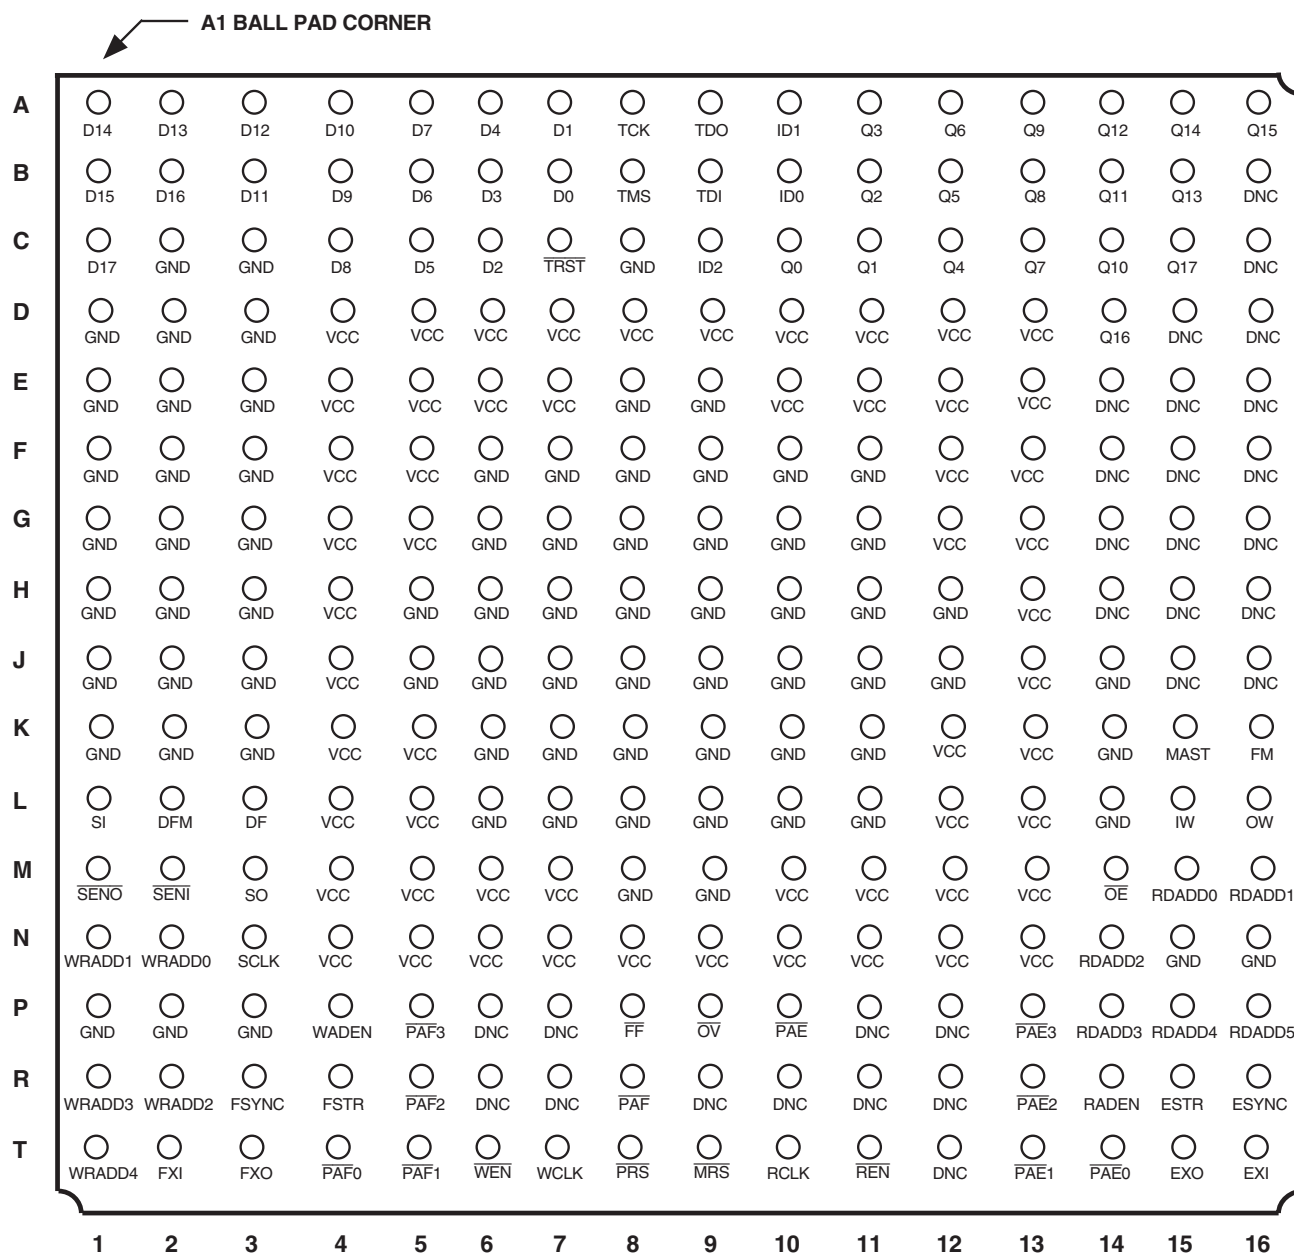 A1 BALL PAD CORNER
A
D14 D13 D12 D10 D7 D4 D1 TCK TDO ID1 Q3 Q6 Q9 Q12 Q14 Q15
B
D15 D16 D11 D9 D6 D3 D0 TMS TDI ID0 Q2 Q5 Q8 Q11 Q13 DNC
C
D17 GND GND D8 D5 D2 TRST GND ID2 Q0 Q1 Q4 Q7 Q10 Q17 DNC
D
GND GND GND VCC VCC VCC VCC VCC VCC VCC VCC VCC VCC Q16 DNC DNC
E
GND GND GND VCC VCC VCC VCC GND GND VCC VCC VCC VCC DNC DNC DNC
F
GND GND GND VCC VCC GND GND GND GND GND GND VCC VCC DNC DNC DNC
G
GND GND GND VCC VCC GND GND GND GND GND GND VCC VCC DNC DNC DNC
H
GND GND GND VCC GND GND GND GND GND GND GND GND VCC DNC DNC DNC
J
GND GND GND VCC GND GND GND GND GND GND GND GND VCC GND DNC DNC
K
GND GND GND VCC VCC GND GND GND GND GND GND VCC VCC GND MAST FM
L
SI DFM DF VCC VCC GND GND GND GND GND GND VCC VCC GND IW OW
M
SENO SENI SO VCC VCC VCC VCC GND GND VCC VCC VCC VCC OE RDADD0 RDADD1
N
WRADD1 WRADD0 SCLK VCC VCC VCC VCC VCC VCC VCC VCC VCC VCC RDADD2 GND GND
P
GND GND GND WADEN PAF3 DNC DNC FF OV PAE DNC DNC PAE3 RDADD3 RDADD4 RDADD5
R
WRADD3 WRADD2 FSYNC FSTR PAF2 DNC DNC PAF DNC DNC DNC DNC PAE2 RADEN ESTR ESYNC
T
WRADD4 FXI FXO PAF0 PAF1 WEN WCLK PRS MRS RCLK REN DNC PAE1 PAE0 EXO EXI
1 2 3 4 5 6 7 8 9 10 11 12 13 14 15 16